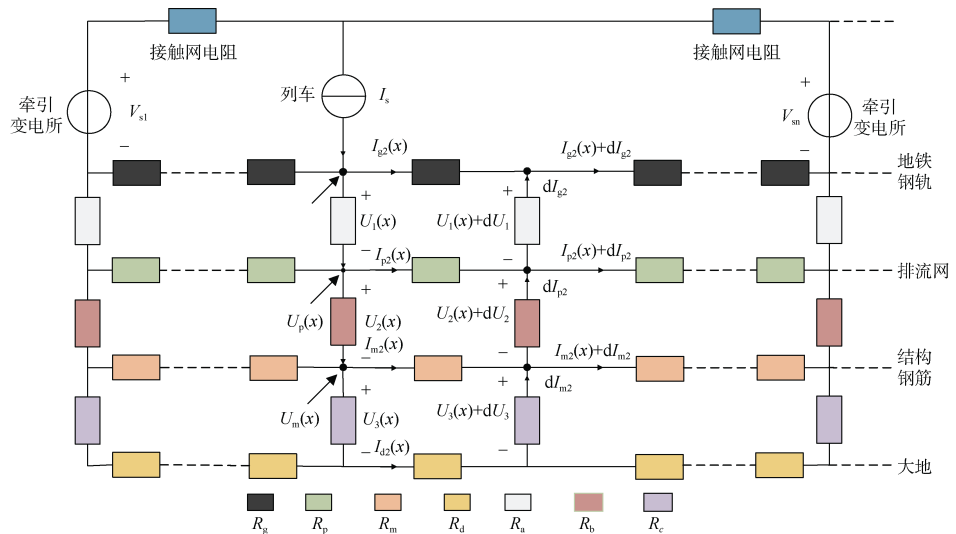 接触网电阻
接触网电阻
牵引
变电所
+
V_s1
−
列车
I_s
+
V_sn
−
牵引
变电所
I_g2(x)
I_g2(x)+dI_g2
地铁
钢轨
+
U_1(x)
−
+
U_1(x)+dU_1
−
dI_g2
I_p2(x)
I_p2(x)+dI_p2
排流网
U_p(x)
+
U_2(x)
−
+
U_2(x)+dU_2
−
dI_p2
I_m2(x)
I_m2(x)+dI_m2
结构
钢筋
U_m(x)
+
U_3(x)
−
+
U_3(x)+dU_3
−
dI_m2
I_d2(x)
大地
R_g R_p R_m R_d R_a R_b R_c